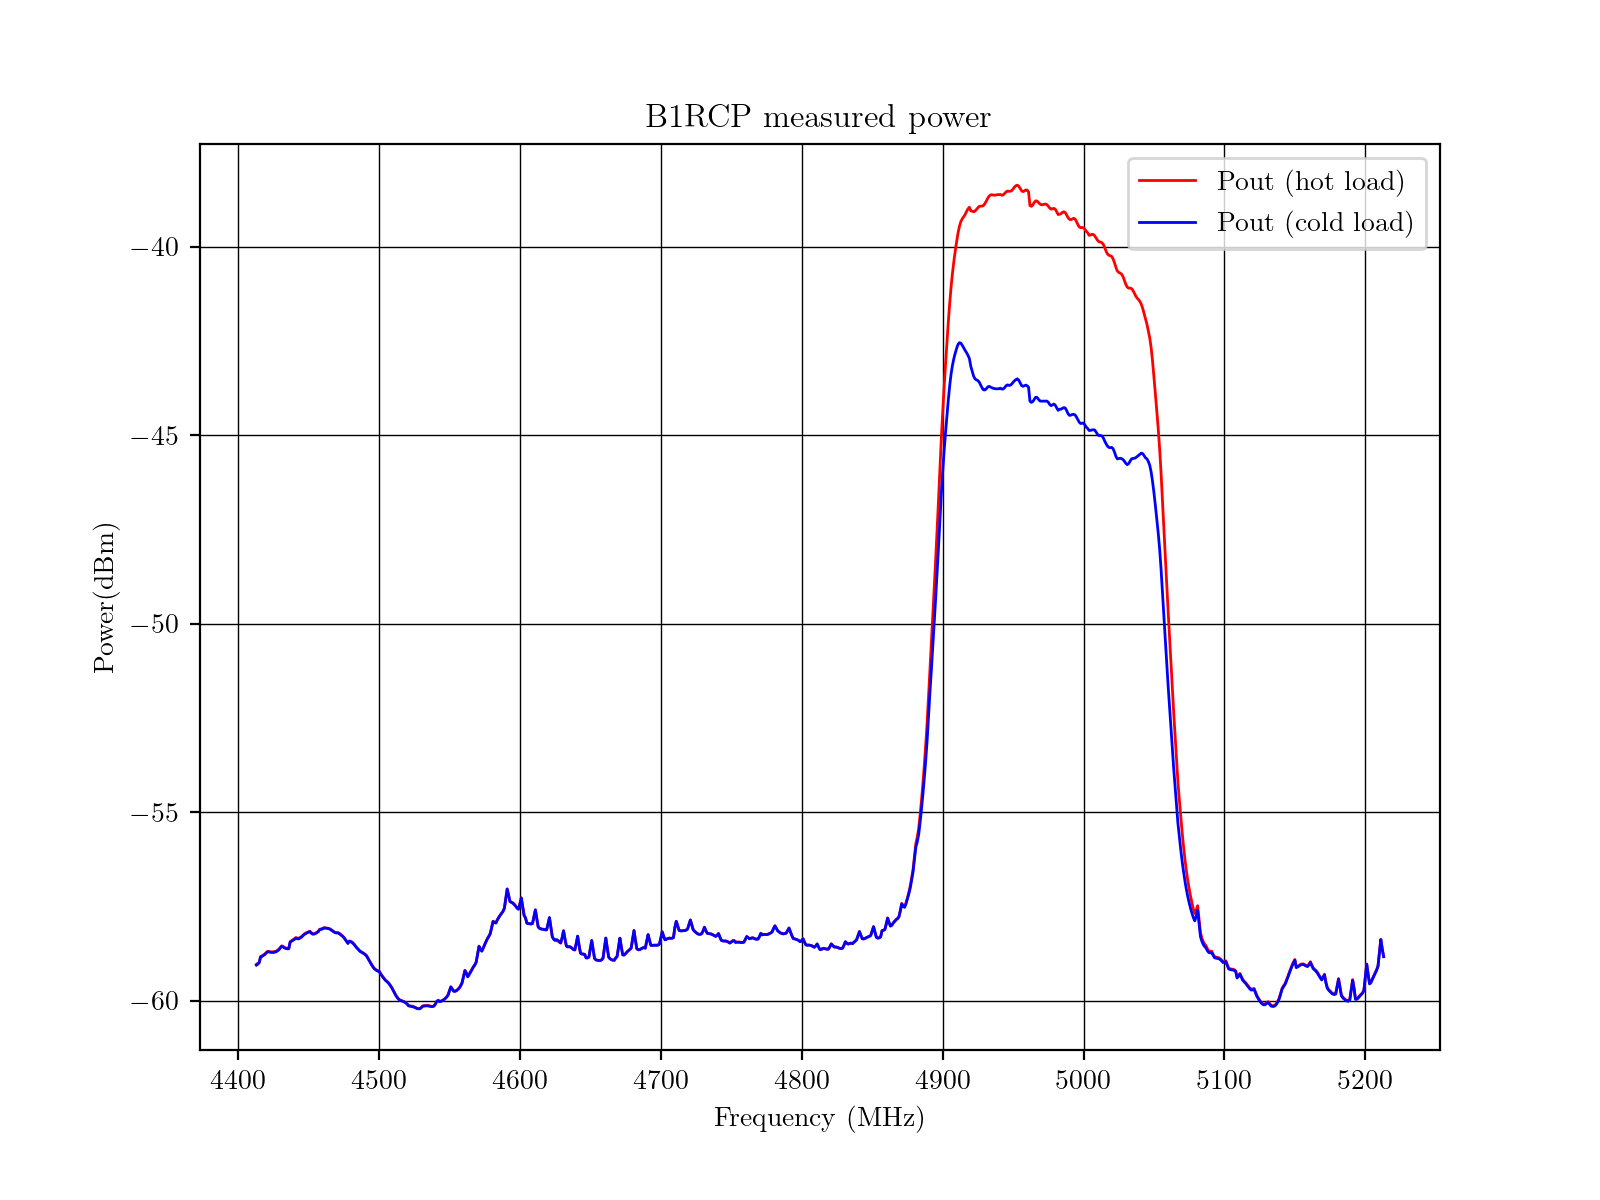 B1RCP measured power
Pout (hot load)
Pout (cold load)
−40
−45
−50
−55
−60
Power(dBm)
4400 4500 4600 4700 4800 4900 5000 5100 5200
Frequency (MHz)